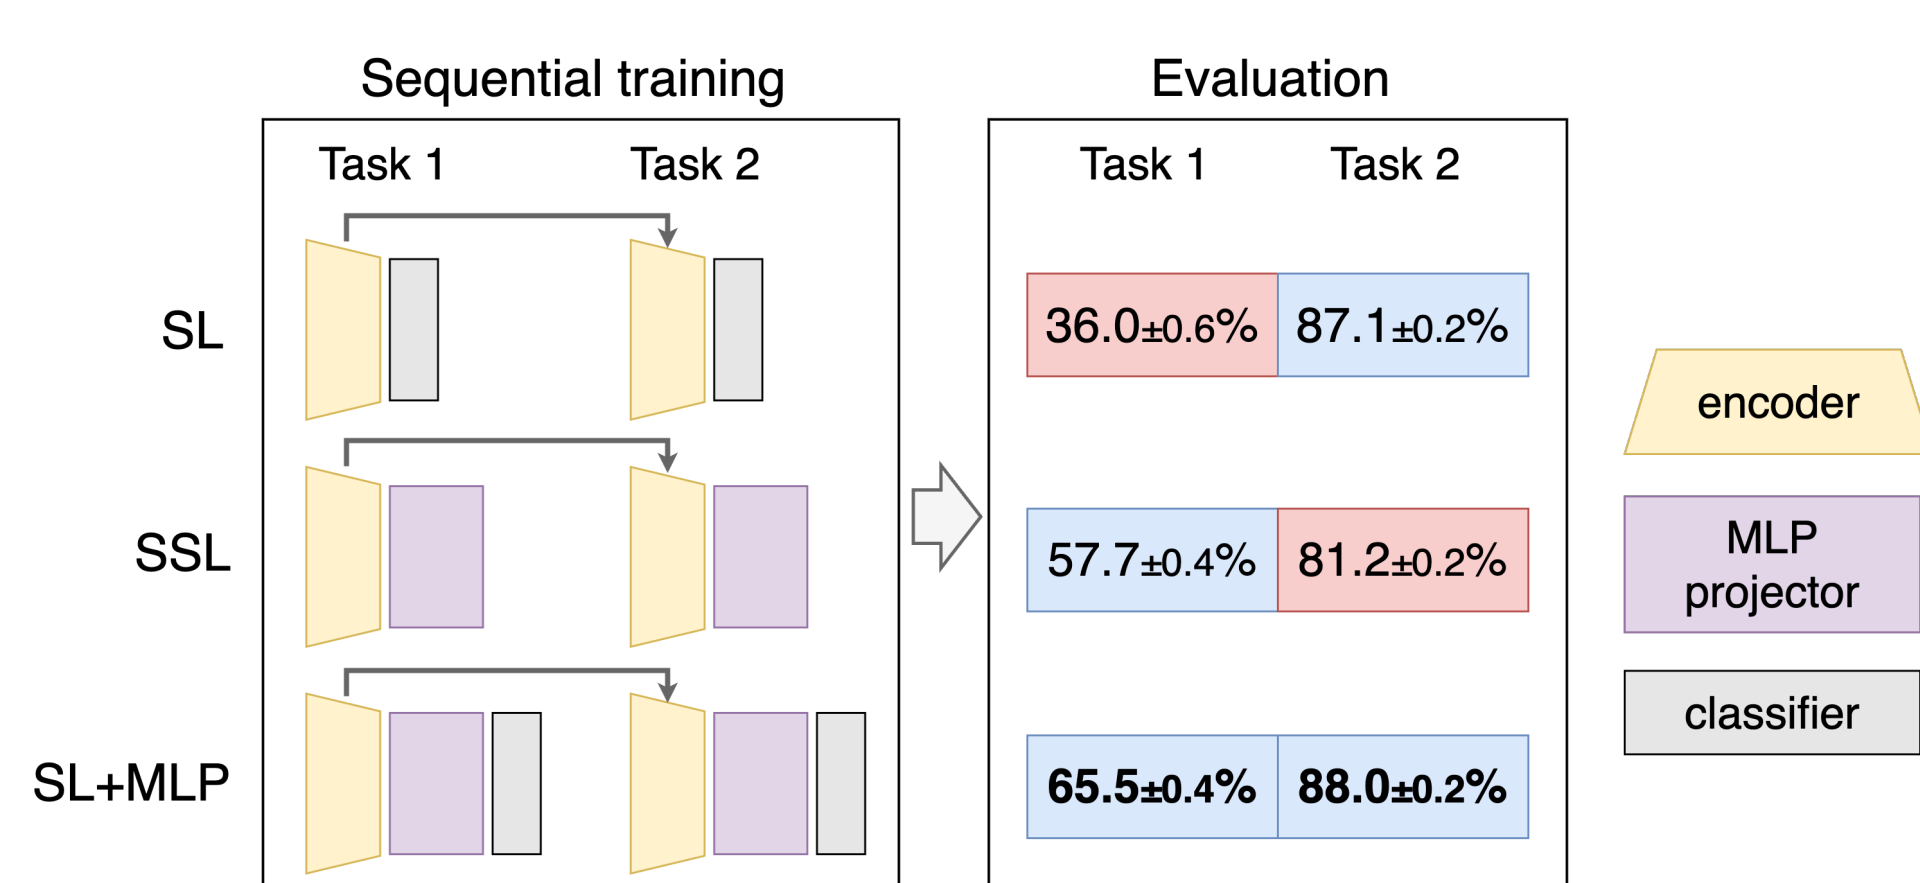 Sequential training
Evaluation
Task 1
Task 2
Task 1
Task 2
SL
36.0±0.6%
87.1±0.2%
SSL
57.7±0.4%
81.2±0.2%
SL+MLP
65.5±0.4%
88.0±0.2%
encoder
MLP
projector
classifier